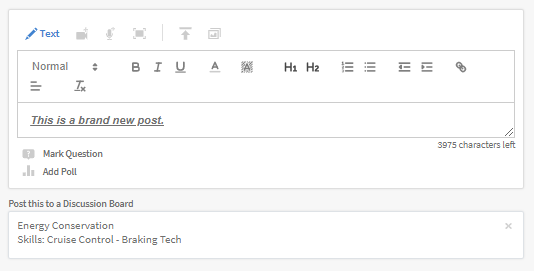 Text
Normal B I U A A H1 H2
Tx
This is a brand new post.
3975 characters left
Mark Question
Add Poll
Post this to a Discussion Board
Energy Conservation
Skills: Cruise Control - Braking Tech